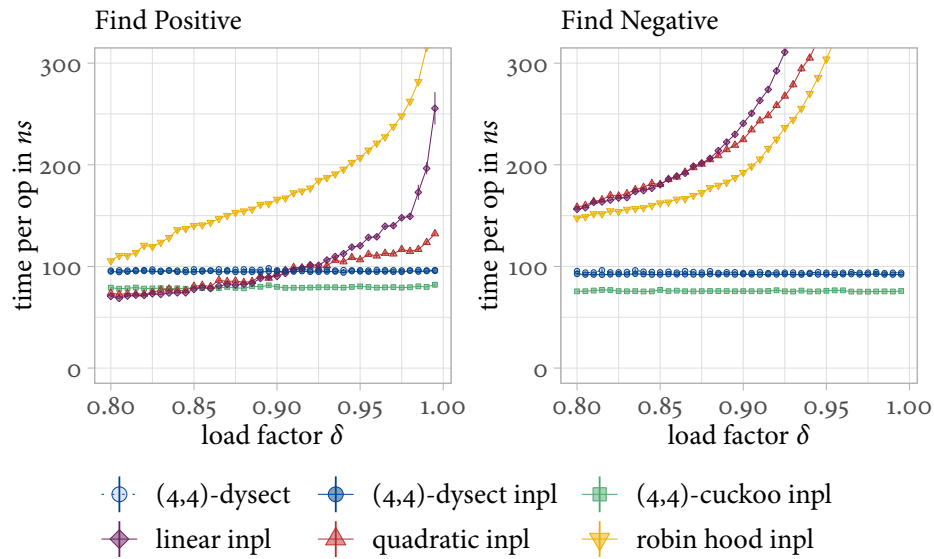 Find Positive
Find Negative
time per op in ns
300
200
100
0
0.80
0.85
0.90
0.95
1.00
load factor δ
time per op in ns
300
200
100
0
0.80
0.85
0.90
0.95
1.00
load factor δ
(4,4)-dysect
(4,4)-dysect inpl
(4,4)-cuckoo inpl
linear inpl
quadratic inpl
robin hood inpl